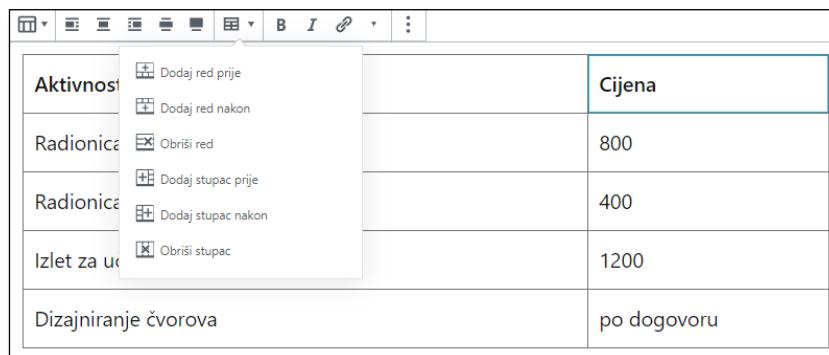 B I
Dodaj red prije
Dodaj red nakon
Obriši red
Dodaj stupac prije
Dodaj stupac nakon
Obriši stupac
Cijena
Radionica 800
Radionica 400
Izlet za 1200
Dizajniranje čvorova po dogovoru